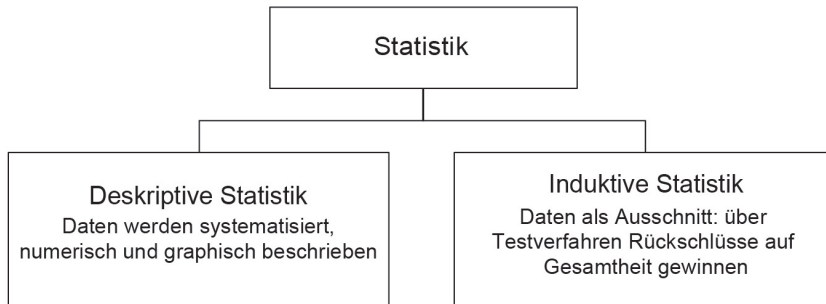 Statistik
Deskriptive Statistik
Daten werden systematisiert,
numerisch und graphisch beschrieben
Induktive Statistik
Daten als Ausschnitt: über
Testverfahren Rückschlüsse auf
Gesamtheit gewinnen